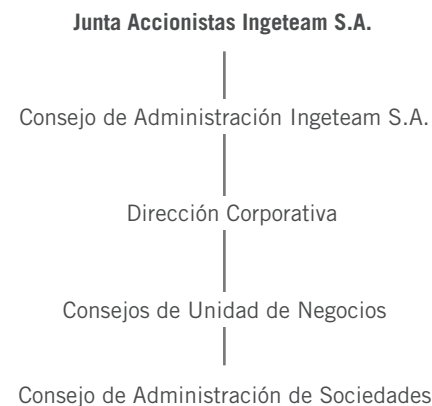 Junta Accionistas Ingeteam S.A.
Consejo de Administración Ingeteam S.A.
Dirección Corporativa
Consejos de Unidad de Negocios
Consejo de Administración de Sociedades